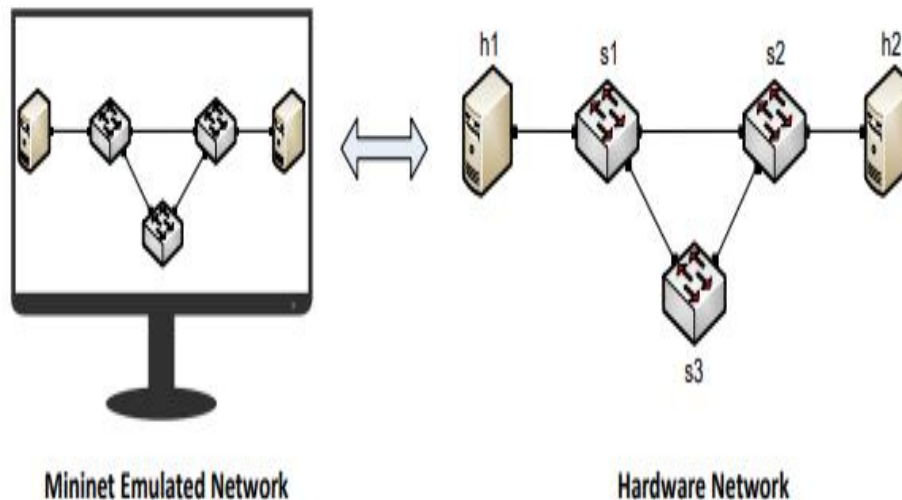 h1
s1
s2
h2
s3
Mininet Emulated Network
Hardware Network